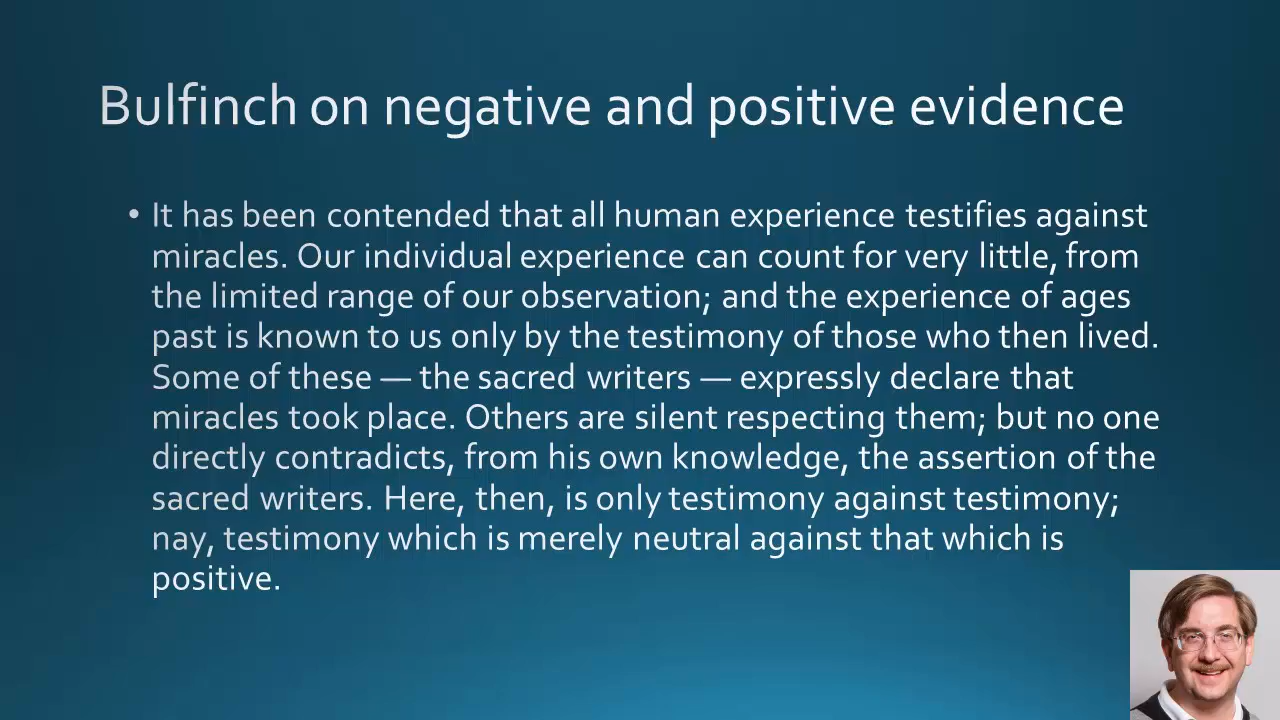 Bulfinch on negative and positive evidence
• It has been contended that all human experience testifies against
miracles. Our individual experience can count for very little, from
the limited range of our observation; and the experience of ages
past is known to us only by the testimony of those who then lived.
Some of these — the sacred writers — expressly declare that
miracles took place. Others are silent respecting them; but no one
directly contradicts, from his own knowledge, the assertion of the
sacred writers. Here, then, is only testimony against testimony;
nay, testimony which is merely neutral against that which is
positive.